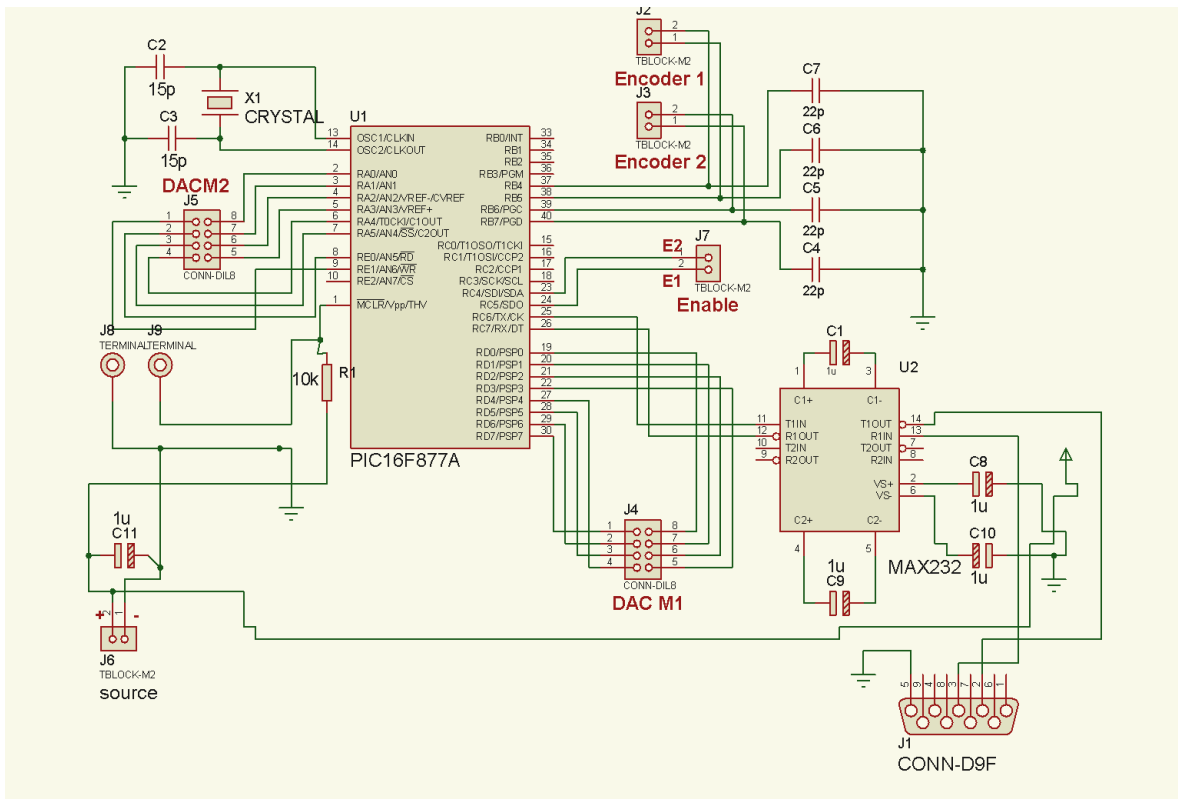 J2
2
1
TBLOCK-M2
Encoder 1
J3
2
1
TBLOCK-M2
Encoder 2
C2
15p
X1
CRYSTAL
C3
15p
C7
22p
C6
22p
C5
22p
C4
22p
DACM2
J5
1
2
3
4
8
7
6
5
CONN-DIL8
U1
13 OSC1/CLKIN
14 OSC2/CLKOUT
2 RA0/AN0
3 RA1/AN1
4 RA2/AN2/VREF-/CVREF
5 RA3/AN3/VREF+
6 RA4/T0CKI/C1OUT
7 RA5/AN4/SS/C2OUT
8 RE0/AN5/RD
9 RE1/AN6/WR
10 RE2/AN7/CS
1 MCLR/Vpp/THV
RB0/INT 33
RB1 34
RB2 35
RB3/PGM 36
RB4 37
RB5 38
RB6/PGC 39
RB7/PGD 40
RC0/T1OSO/T1CKI 15
RC1/T1OSI/CCP2 16
RC2/CCP1 17
RC3/SCK/SCL 18
RC4/SDI/SDA 23
RC5/SDO 24
RC6/TX/CK 25
RC7/RX/DT 26
RD0/PSP0 19
RD1/PSP1 20
RD2/PSP2 21
RD3/PSP3 22
RD4/PSP4 27
RD5/PSP5 28
RD6/PSP6 29
RD7/PSP7 30
PIC16F877A
J7
E2
1
2
E1
TBLOCK-M2
Enable
J8
TERMINAL
J9
TERMINAL
10k
R1
C1
1u
U2
1
3
C1+
C1-
11 T1IN
12 R1OUT
10 T2IN
9 R2OUT
T1OUT 14
R1IN 13
T2OUT 7
R2IN 8
VS+ 2
VS- 6
C2+
C2-
4
5
MAX232
C8
1u
C10
1u
1u
C9
J4
1
2
3
4
8
7
6
5
CONN-DIL8
DAC M1
1u
C11
+
2
1
-
J6
TBLOCK-M2
source
5
9
4
8
3
7
2
6
1
J1
CONN-D9F